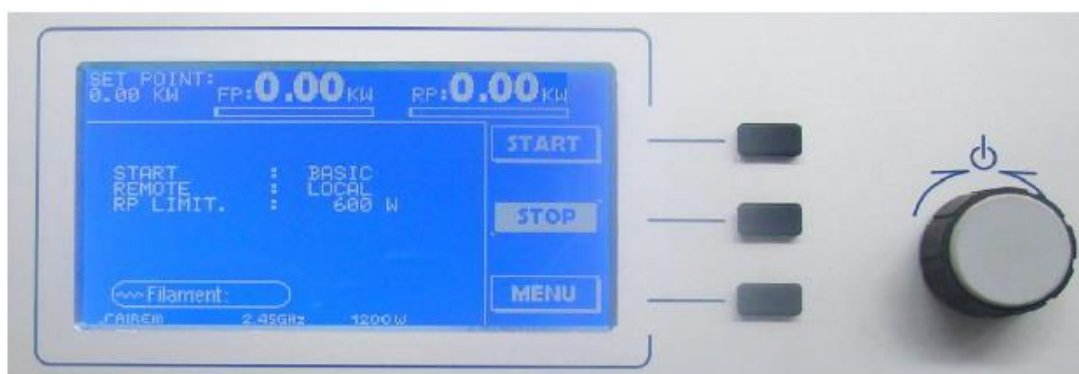 SET POINT:
0.00 KW
FP:0.00KW
RP:0.00KW
START
START : BASIC
REMOTE : LOCAL
RP LIMIT. : 600 W
STOP
Filament:
MENU
2.45GHz 1200W